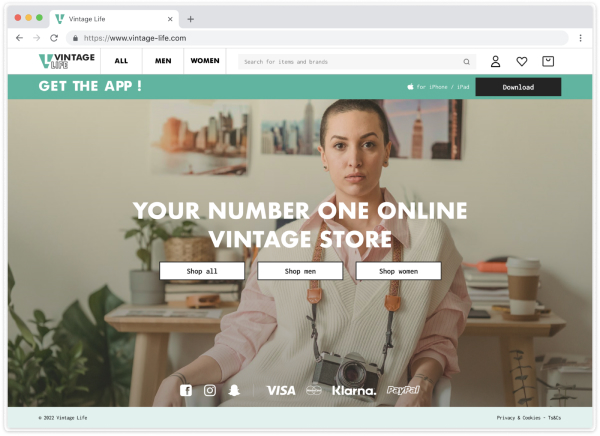 Vintage Life
https://www.vintage-life.com
VINTAGE
LIFE
ALL
MEN
WOMEN
Search for items and brands
GET THE APP !
for iPhone / iPad
Download
YOUR NUMBER ONE ONLINE
VINTAGE STORE
Shop all
Shop men
Shop women
VISA
Klarna.
PayPal
© 2022 Vintage Life
Privacy & Cookies - Ts&Cs